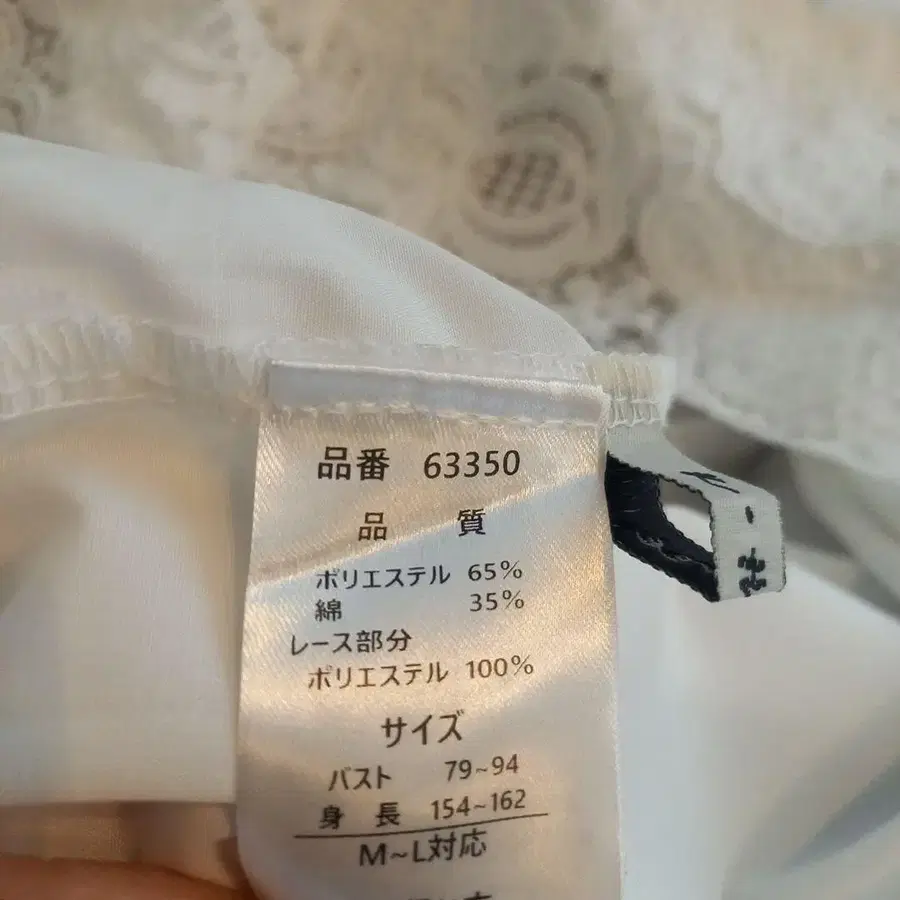 品番 63350
品 質
ポリエステル 65%
綿 35%
レース部分
ポリエステル 100%
サイズ
バスト 79~94
身 長 154~162
M~L対応